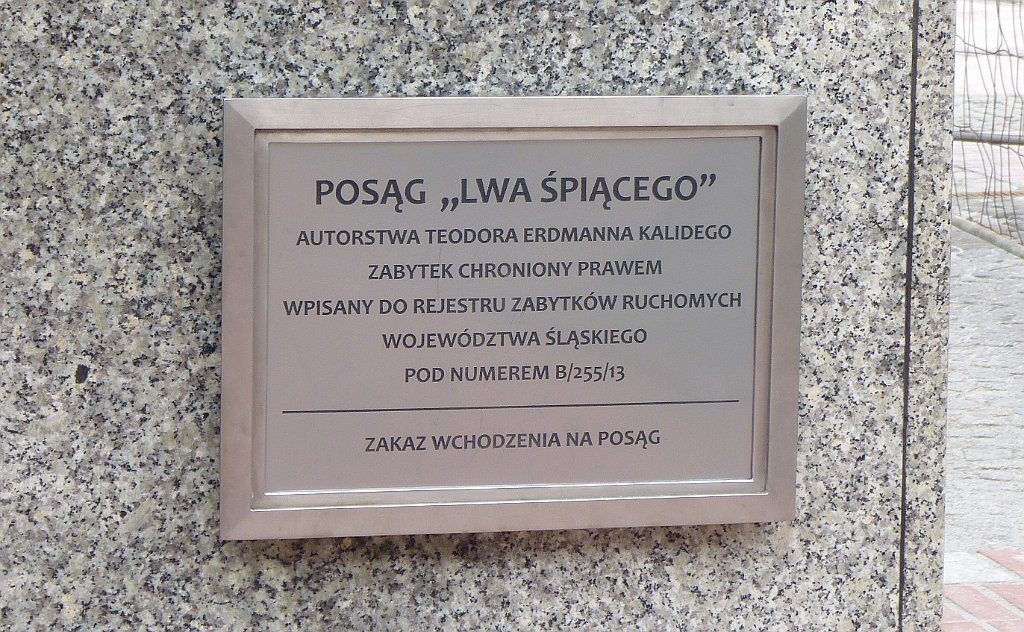 POSĄG „LWA ŚPIĄCEGO”
AUTORSTWA TEODORA ERDMANNA KALIDEGO
ZABYTEK CHRONIONY PRAWEM
WPISANY DO REJESTRU ZABYTKÓW RUCHOMYCH
WOJEWÓDZTWA ŚLĄSKIEGO
POD NUMEREM B/255/13
ZAKAZ WCHODZENIA NA POSĄG